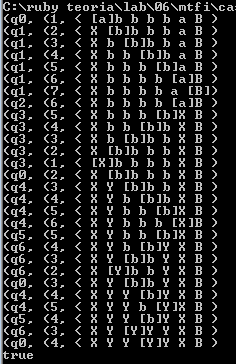 C:\ruby teoria\lab\06\mtfi\ca
(q0, (1, < [a]b b b b a B )
(q1, (2, < X [b]b b b a B )
(q1, (3, < X b [b]b b a B )
(q1, (4, < X b b [b]b a B )
(q1, (5, < X b b b [b]a B )
(q1, (6, < X b b b b [a]B )
(q1, (7, < X b b b b a [B]
(q2, (6, < X b b b b [a]B )
(q3, (5, < X b b b [b]X B )
(q3, (4, < X b b [b]b X B )
(q3, (3, < X b [b]b b X B )
(q3, (2, < X [b]b b b X B )
(q3, (1, < [X]b b b b X B )
(q0, (2, < X [b]b b b X B )
(q4, (3, < X Y [b]b b X B )
(q4, (4, < X Y b [b]b X B )
(q4, (5, < X Y b b [b]X B )
(q4, (6, < X Y b b b [X]B )
(q5, (5, < X Y b b [b]X B )
(q6, (4, < X Y b [b]Y X B )
(q6, (3, < X Y [b]b Y X B )
(q6, (2, < X [Y]b b Y X B )
(q0, (3, < X Y [b]b Y X B )
(q4, (4, < X Y Y [b]Y X B )
(q4, (5, < X Y Y b [Y]X B )
(q5, (4, < X Y Y [b]Y X B )
(q6, (3, < X Y [Y]Y Y X B )
(q0, (4, < X Y Y [Y]Y X B )
true